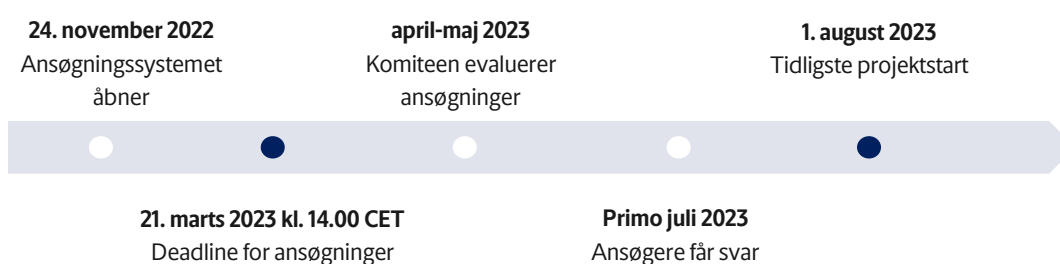 24. november 2022
Ansøgningssystemet
åbner
april-maj 2023
Komiteen evaluerer
ansøgninger
1. august 2023
Tidligste projektstart
21. marts 2023 kl. 14.00 CET
Deadline for ansøgninger
Primo juli 2023
Ansøgere får svar